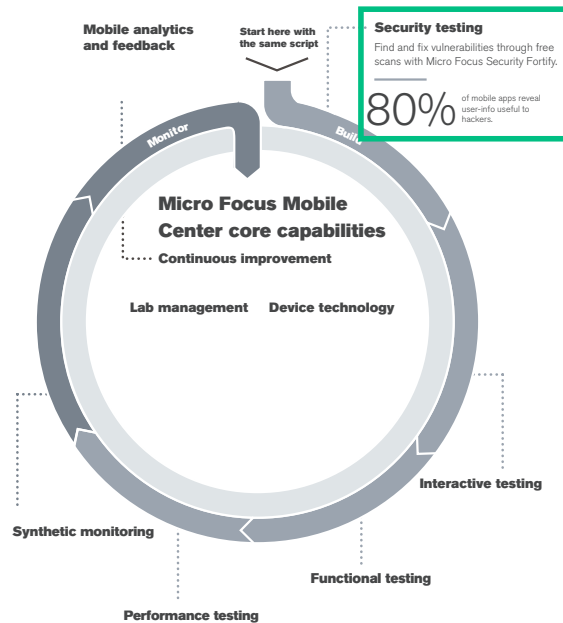 Mobile analytics
and feedback
Start here with
the same script
Security testing
Find and fix vulnerabilities through free
scans with Micro Focus Security Fortify.
80%
of mobile apps reveal
user-info useful to
hackers.
Monitor
Build
Micro Focus Mobile
Center core capabilities
Continuous improvement
Lab management
Device technology
Interactive testing
Synthetic monitoring
Functional testing
Performance testing